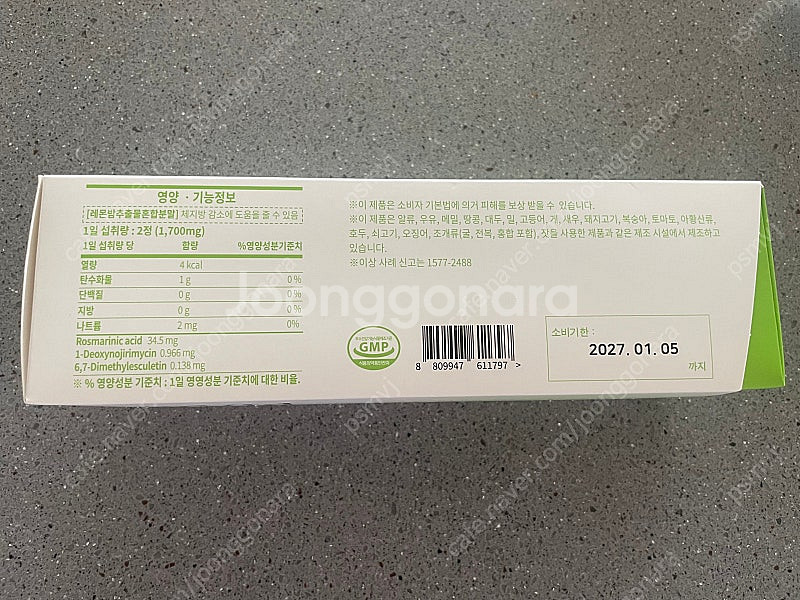 영양 · 기능정보
[레몬밤추출물혼합분말] 체지방 감소에 도움을 줄 수 있음
1일 섭취량 : 2정 (1,700mg)
1일 섭취량 당 함량 %영양성분기준치
열량 4 kcal
탄수화물 1 g 0 %
단백질 0 g 0 %
지방 0 g 0 %
나트륨 2 mg 0%
Rosmarinic acid 34.5 mg
1-Deoxynojirimycin 0.966 mg
6,7-Dimethylesculetin 0.138 mg
※ % 영양성분 기준치 : 1일 영영성분 기준치에 대한 비율.
※이 제품은 소비자 기본법에 의거 피해를 보상 받을 수 있습니다.
※이 제품은 알류, 우유, 메밀, 땅콩, 대두, 밀, 고등어, 게, 새우, 돼지고기, 복숭아, 토마토, 아황산류,
호두, 쇠고기, 오징어, 조개류(굴, 전복, 홍합 포함), 잣을 사용한 제품과 같은 제조 시설에서 제조하고
있습니다.
※이상 사례 신고는 1577-2488
GMP
8 809947 611797 >
소비기한 :
2027. 01. 05
까지
Joonggonara
cafe.naver.com/joonggonara
psmvj